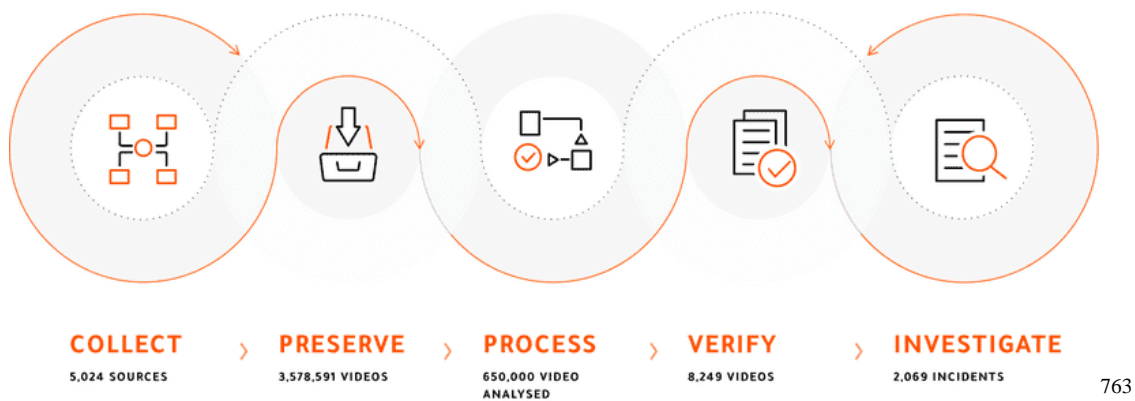 COLLECT > PRESERVE > PROCESS > VERIFY > INVESTIGATE
5,024 SOURCES 3,578,591 VIDEOS 650,000 VIDEO ANALYSED 8,249 VIDEOS 2,069 INCIDENTS
763